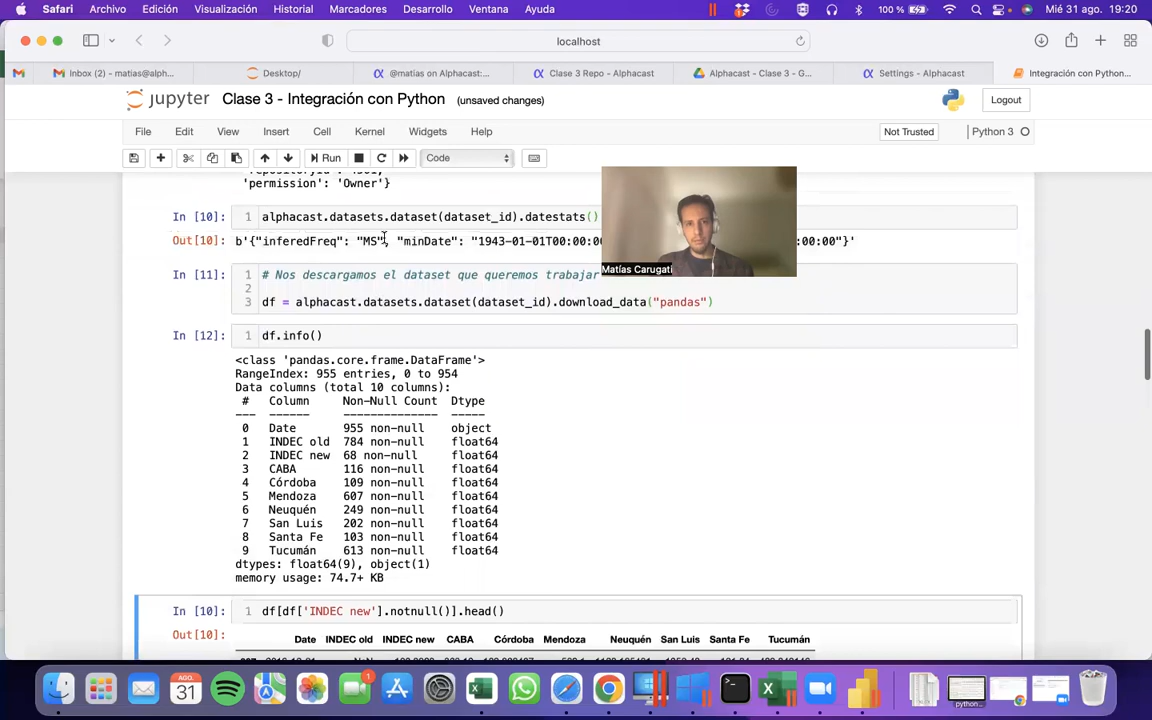 Safari Archivo Edición Visualización Historial Marcadores Desarrollo Ventana Ayuda 100 % Mié 31 ago. 19:20
localhost
Inbox (2) - matias@alph... Desktop/ @matias on Alphacast:... Clase 3 Repo - Alphacast Alphacast - Clase 3 - G... Settings - Alphacast Integración con Python...
jupyter Clase 3 - Integración con Python (unsaved changes) Logout
File Edit View Insert Cell Kernel Widgets Help Not Trusted Python 3
Run Code
'permission': 'Owner'}
In [10]: 1 alphacast.datasets.dataset(dataset_id).datestats()
Out[10]: b'{"inferedFreq": "MS", "minDate": "1943-01-01T00:00:00 :00:00"}'
Matías Carugati
In [11]: 1 # Nos descargamos el dataset que queremos trabajar
2
3 df = alphacast.datasets.dataset(dataset_id).download_data("pandas")
In [12]: 1 df.info()
<class 'pandas.core.frame.DataFrame'>
RangeIndex: 955 entries, 0 to 954
Data columns (total 10 columns):
# Column Non-Null Count Dtype
--- ------ -------------- -----
0 Date 955 non-null object
1 INDEC old 784 non-null float64
2 INDEC new 68 non-null float64
3 CABA 116 non-null float64
4 Córdoba 109 non-null float64
5 Mendoza 607 non-null float64
6 Neuquén 249 non-null float64
7 San Luis 202 non-null float64
8 Santa Fe 103 non-null float64
9 Tucumán 613 non-null float64
dtypes: float64(9), object(1)
memory usage: 74.7+ KB
In [10]: 1 df[df['INDEC new'].notnull()].head()
Out[10]:
Date INDEC old INDEC new CABA Córdoba Mendoza Neuquén San Luis Santa Fe Tucumán
AGO.
31
1
python...